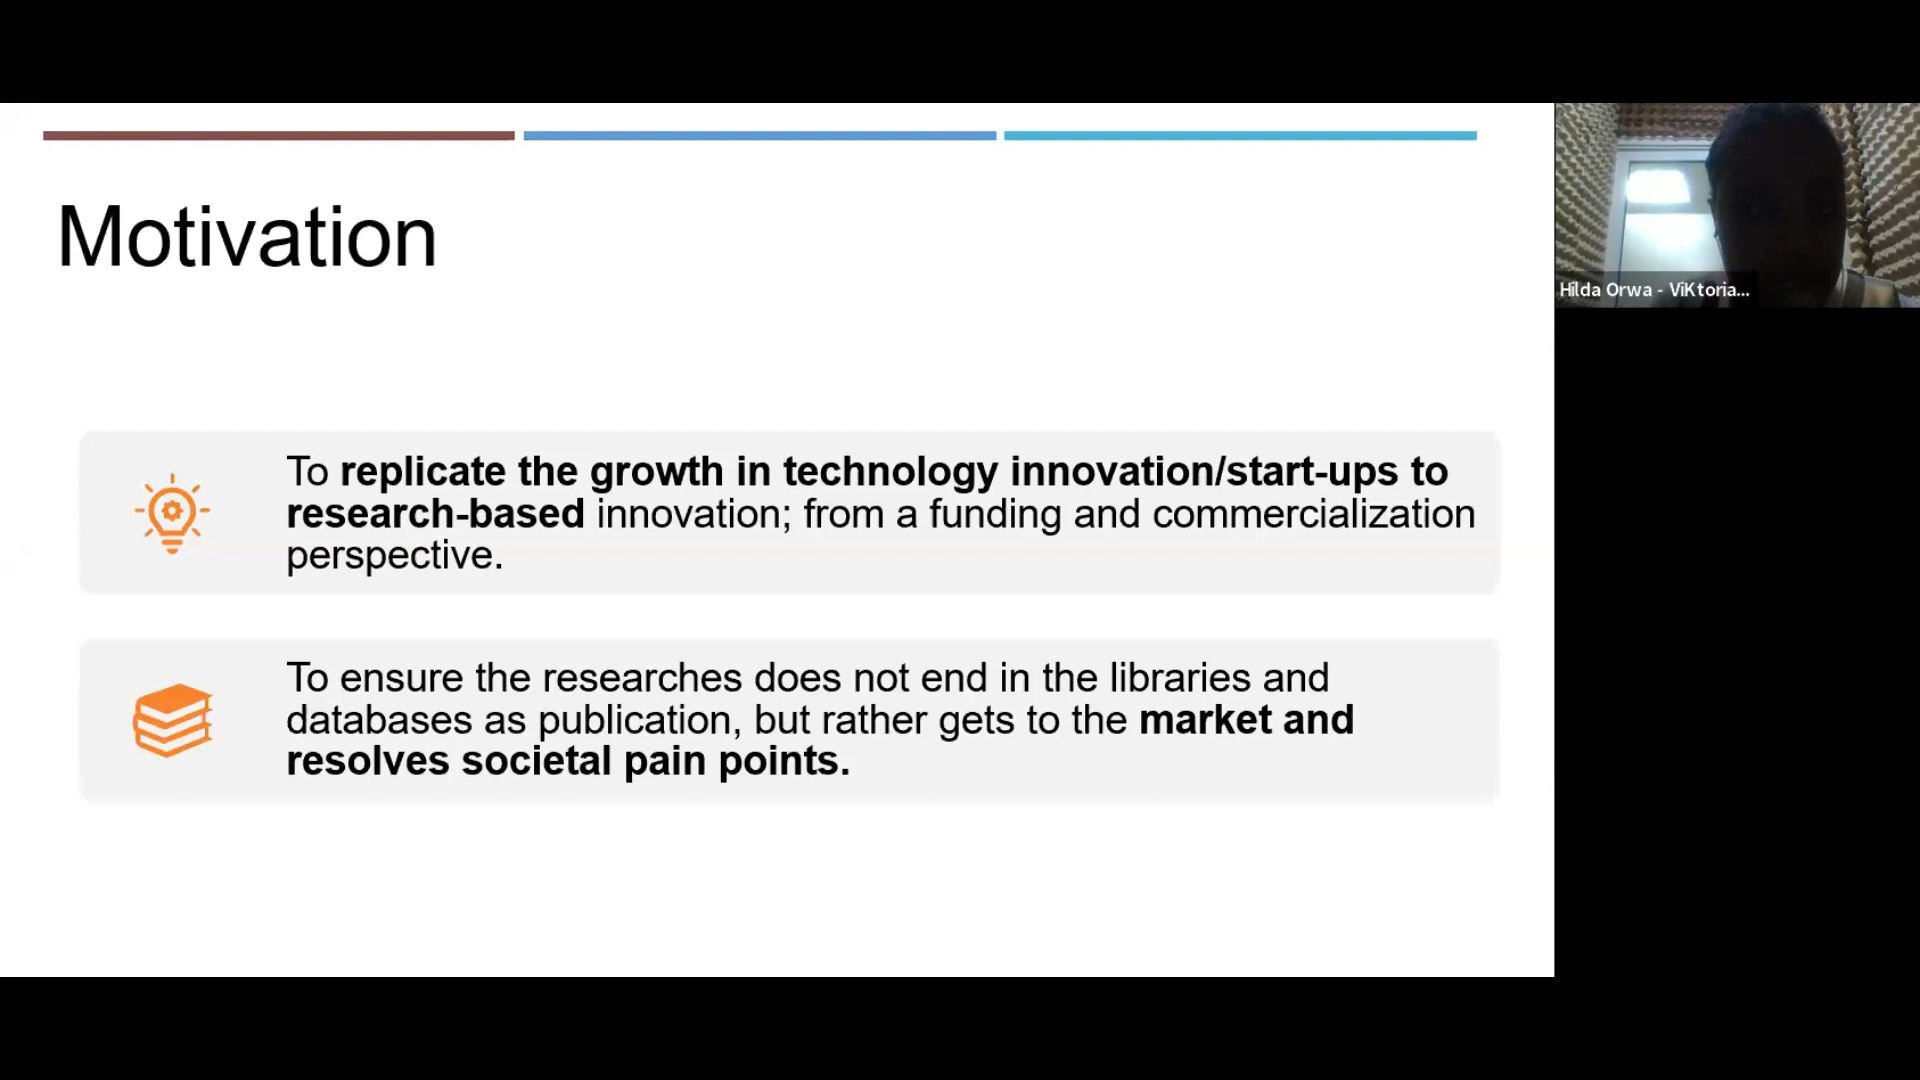 Motivation
To replicate the growth in technology innovation/start-ups to
research-based innovation; from a funding and commercialization
perspective.
To ensure the researches does not end in the libraries and
databases as publication, but rather gets to the market and
resolves societal pain points.
Hilda Orwa - ViKtoria...